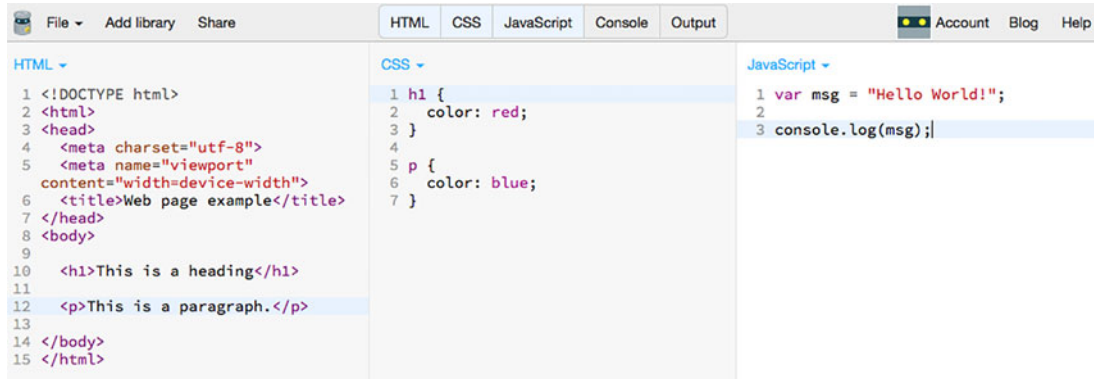 File Add library Share HTML CSS JavaScript Console Output Account Blog Help
HTML
1 <!DOCTYPE html>
2 <html>
3 <head>
4 <meta charset="utf-8">
5 <meta name="viewport"
content="width=device-width">
6 <title>Web page example</title>
7 </head>
8 <body>
9
10 <h1>This is a heading</h1>
11
12 <p>This is a paragraph.</p>
13
14 </body>
15 </html>
CSS
1 h1 {
2 color: red;
3 }
4
5 p {
6 color: blue;
7 }
JavaScript
1 var msg = "Hello World!";
2
3 console.log(msg);